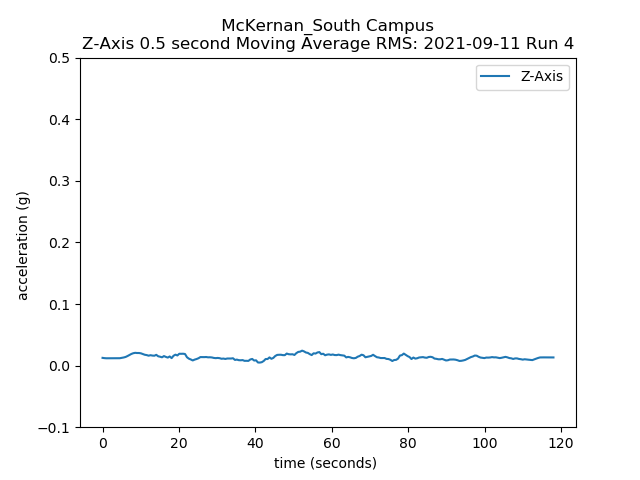 McKernan_South Campus
Z-Axis 0.5 second Moving Average RMS: 2021-09-11 Run 4
Z-Axis
0.5
0.4
0.3
0.2
0.1
0.0
−0.1
acceleration (g)
0 20 40 60 80 100 120
time (seconds)